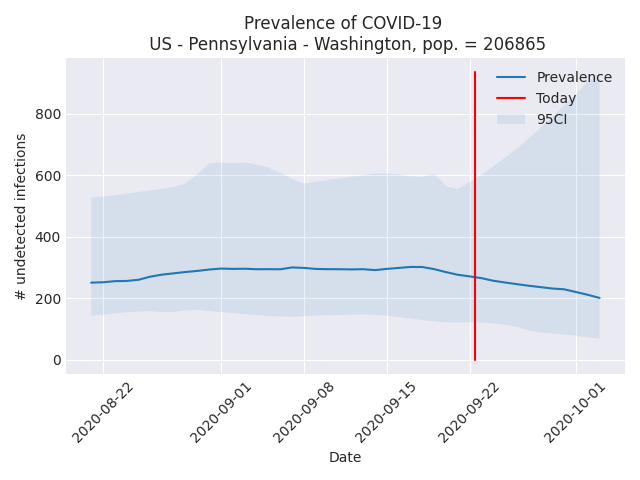 Prevalence of COVID-19
US - Pennsylvania - Washington, pop. = 206865
Prevalence
Today
95CI
# undetected infections
800
600
400
200
0
2020-08-22
2020-09-01
2020-09-08
2020-09-15
2020-09-22
2020-10-01
Date